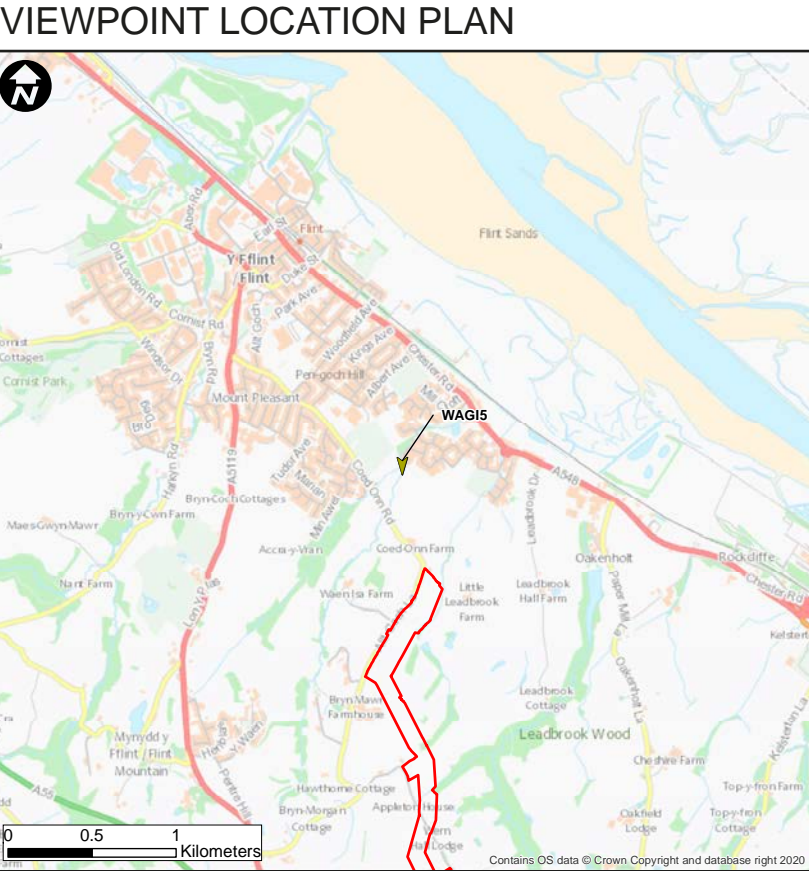 VIEWPOINT LOCATION PLAN
N
Aber Rd
Earl St
Flint
Flint Sands
Y Fflint
/Flint
Duke St
Old London Rd
Park Ave
Cornist Rd
Allt Goch
Woodfield Ave
Kings Ave
Chester Rd
Cottages
Cornist Park
Windsor Dr
Bryn Rd
Pen-goch Hill
Albert Ave
Mount Pleasant
WAGI5
Halkyn Rd
A5119
Tudor Ave
Coed Onn Rd
A548
Leadbrook Dr
Bryn-Coch Cottages
Bryn-y-Cwn Farm
Maes-Gwyn-Mawr
Coed-Onn Farm
Oakenholt
Rockcliffe
Nant Farm
Waen Isa Farm
Little
Leadbrook
Farm
Leadbrook
Hall Farm
Paper Mill La
Chester Rd
Oakenholt La
Leadbrook
Cottage
Bryn Mawr
Farmhouse
Leadbrook Wood
Kelsterton La
Mynydd y
Fflint / Flint
Mountain
Cheshire Farm
Pentre Hill
Hawthorne Cottage
Top-y-fron Farm
A55
Bryn-Morgan
Cottage
Appleton House
Oakfield
Lodge
Top-y-fron
Cottage
0 0.5 1
Kilometers
Contains OS data © Crown Copyright and database right 2020